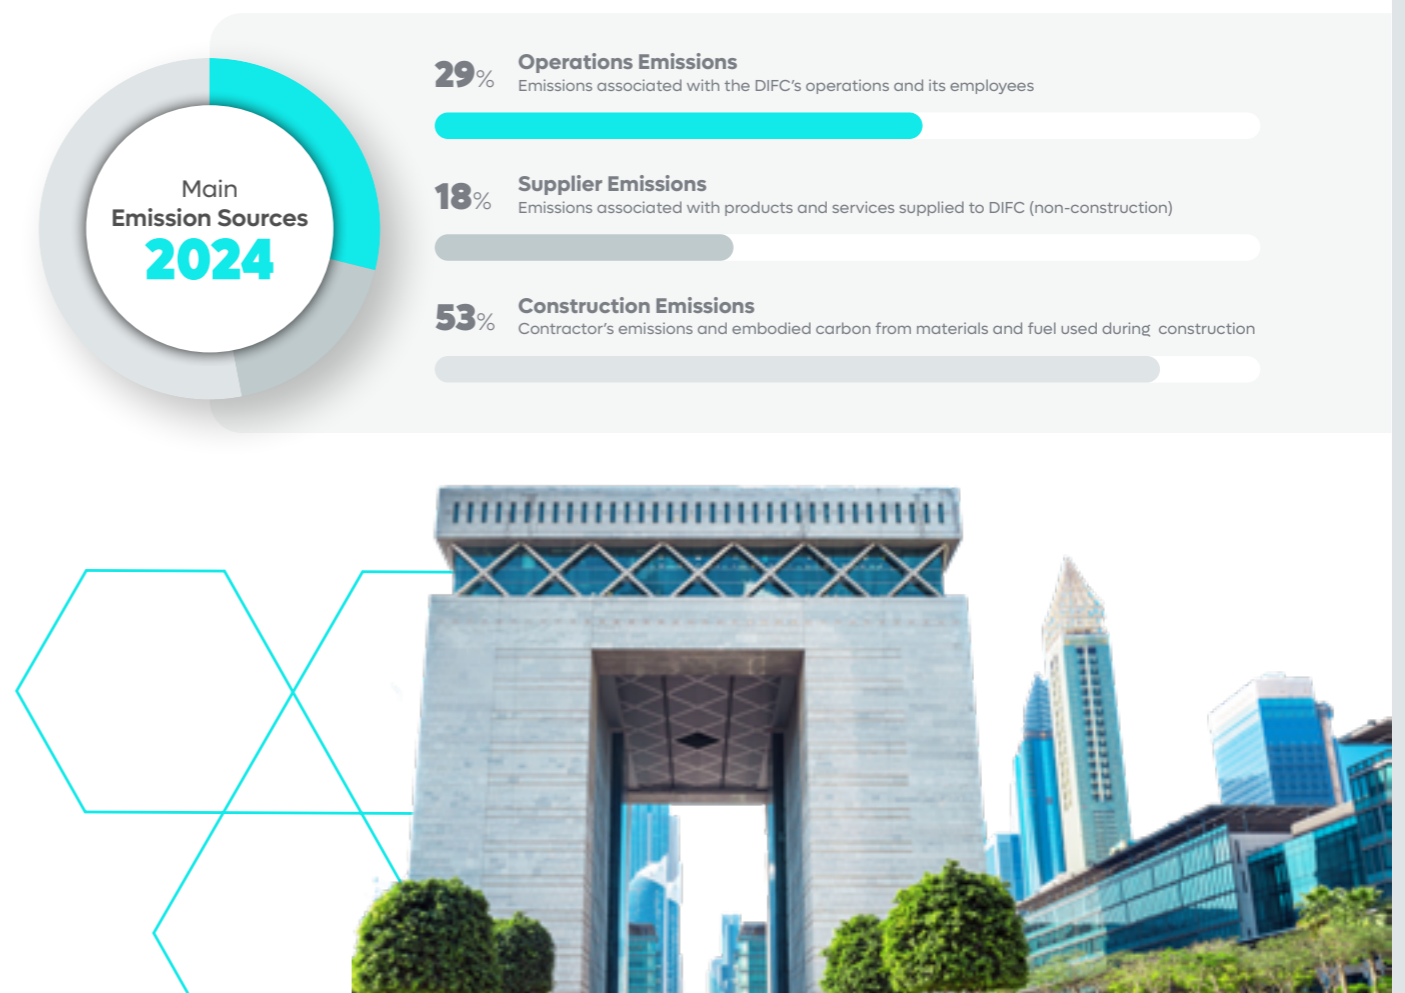 Main
Emission Sources
2024
29%
Operations Emissions
Emissions associated with the DIFC's operations and its employees
18%
Supplier Emissions
Emissions associated with products and services supplied to DIFC (non-construction)
53%
Construction Emissions
Contractor's emissions and embodied carbon from materials and fuel used during construction